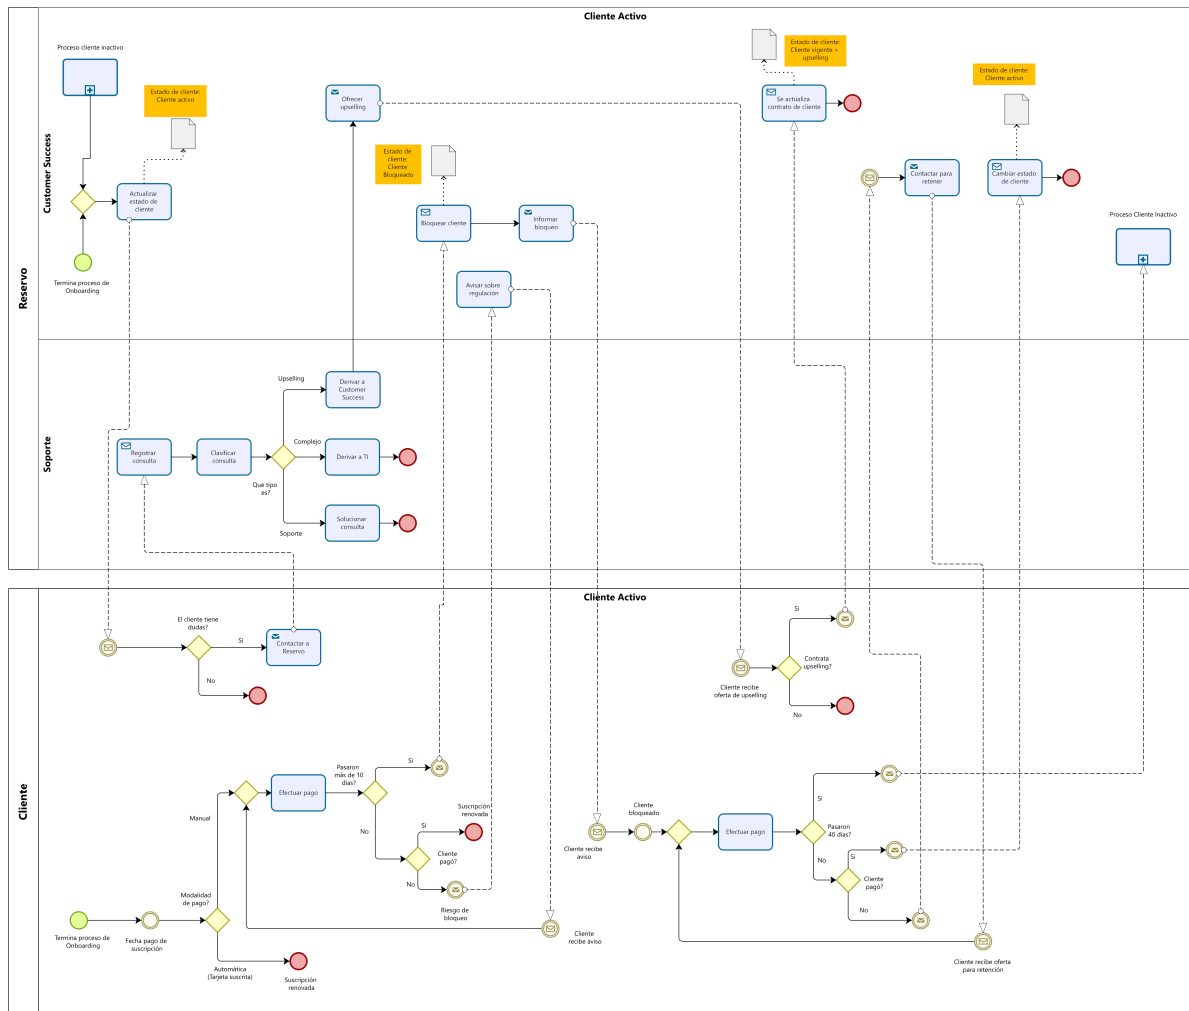 Cliente Activo
Reservo
Customer Success
Proceso cliente inactivo
Estado de cliente:
Cliente activo
Actualizar
estado de
cliente
Termina proceso de
Onboarding
Ofrecer
upselling
Estado de
cliente:
Cliente
Bloqueado
Bloquear cliente
Informar
bloqueo
Avisar sobre
regulación
Estado de cliente:
Cliente vigente +
upselling
Se actualiza
contrato de cliente
Contactar para
retener
Estado de cliente:
Cliente activo
Cambiar estado
de cliente
Proceso Cliente Inactivo
Soporte
Registrar
consulta
Clasificar
consulta
Que tipo
es?
Upselling
Derivar a
Customer
Success
Complejo
Derivar a TI
Soporte
Solucionar
consulta
Cliente Activo
Cliente
El cliente tiene
dudas?
Si
Contactar a
Reservo
No
Cliente recibe
oferta de upselling
Contrata
upselling?
Si
No
Termina proceso de
Onboarding
Fecha pago de
suscripción
Modalidad
de pago?
Manual
Automática
(Tarjeta suscrita)
Suscripción
renovada
Efectuar pago
Pasaron
más de 10
días?
Si
No
Cliente
pagó?
Si
Suscripción
renovada
No
Riesgo de
bloqueo
Cliente
recibe aviso
Cliente recibe
aviso
Cliente
bloqueado
Efectuar pago
Pasaron
40 días?
Si
No
Cliente
pagó?
Si
No
Cliente recibe oferta
para retención